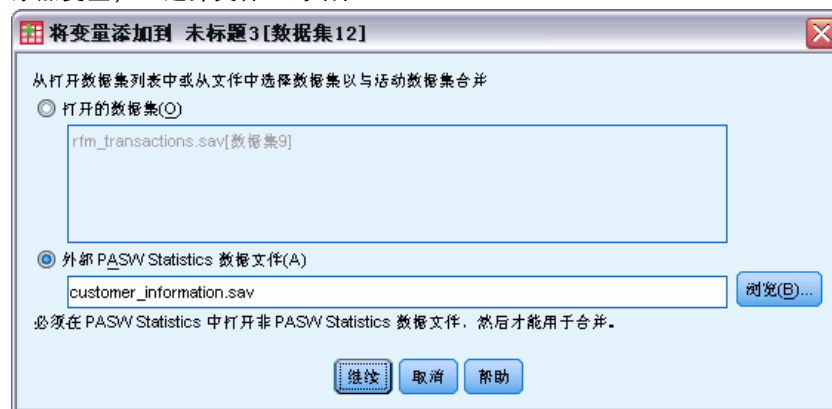 将变量添加到 未标题3[数据集12]
从打开数据集列表中或从文件中选择数据集以与活动数据集合并
打开的数据集(O)
rfm_transactions.sav[数据集9]
外部 PASW Statistics 数据文件(A)
customer_information.sav
浏览(B)...
必须在 PASW Statistics 中打开非 PASW Statistics 数据文件，然后才能用于合并。
继续
取消
帮助